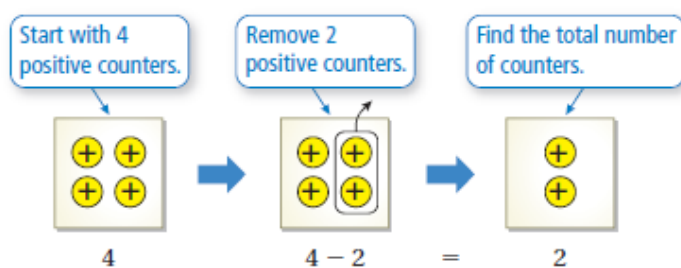 Start with 4
positive counters.
Remove 2
positive counters.
Find the total number
of counters.
+ + + + + + + +
+ + + +
4 4 − 2 = 2